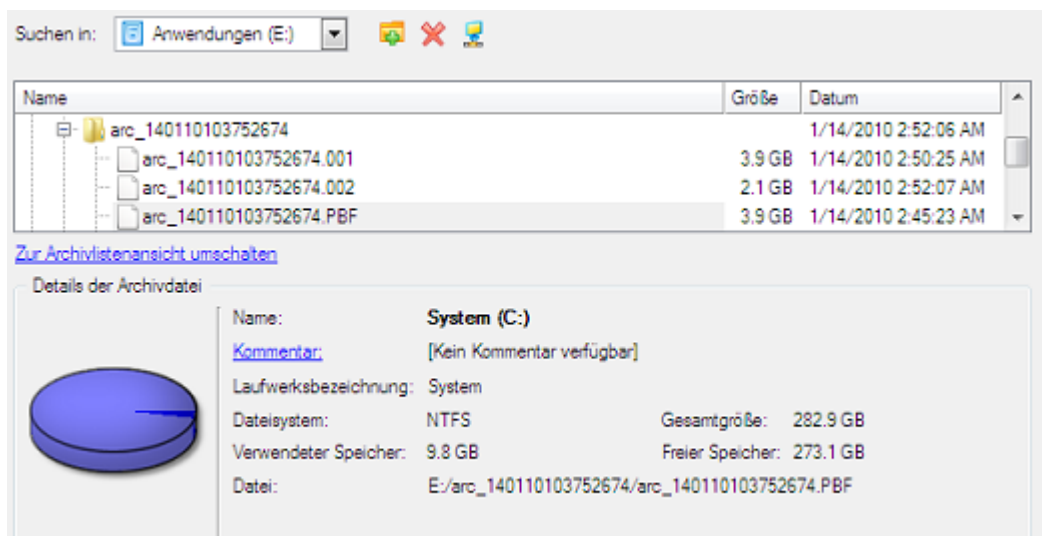 Suchen in: Anwendungen (E:)
Name Größe Datum
arc_140110103752674 1/14/2010 2:52:06 AM
arc_140110103752674.001 3.9 GB 1/14/2010 2:50:25 AM
arc_140110103752674.002 2.1 GB 1/14/2010 2:52:07 AM
arc_140110103752674.PBF 3.9 GB 1/14/2010 2:45:23 AM
Zur Archivlistenansicht umschalten
Details der Archivdatei
Name: System (C:)
Kommentar: [Kein Kommentar verfügbar]
Laufwerksbezeichnung: System
Dateisystem: NTFS Gesamtgröße: 282.9 GB
Verwendeter Speicher: 9.8 GB Freier Speicher: 273.1 GB
Datei: E:/arc_140110103752674/arc_140110103752674.PBF